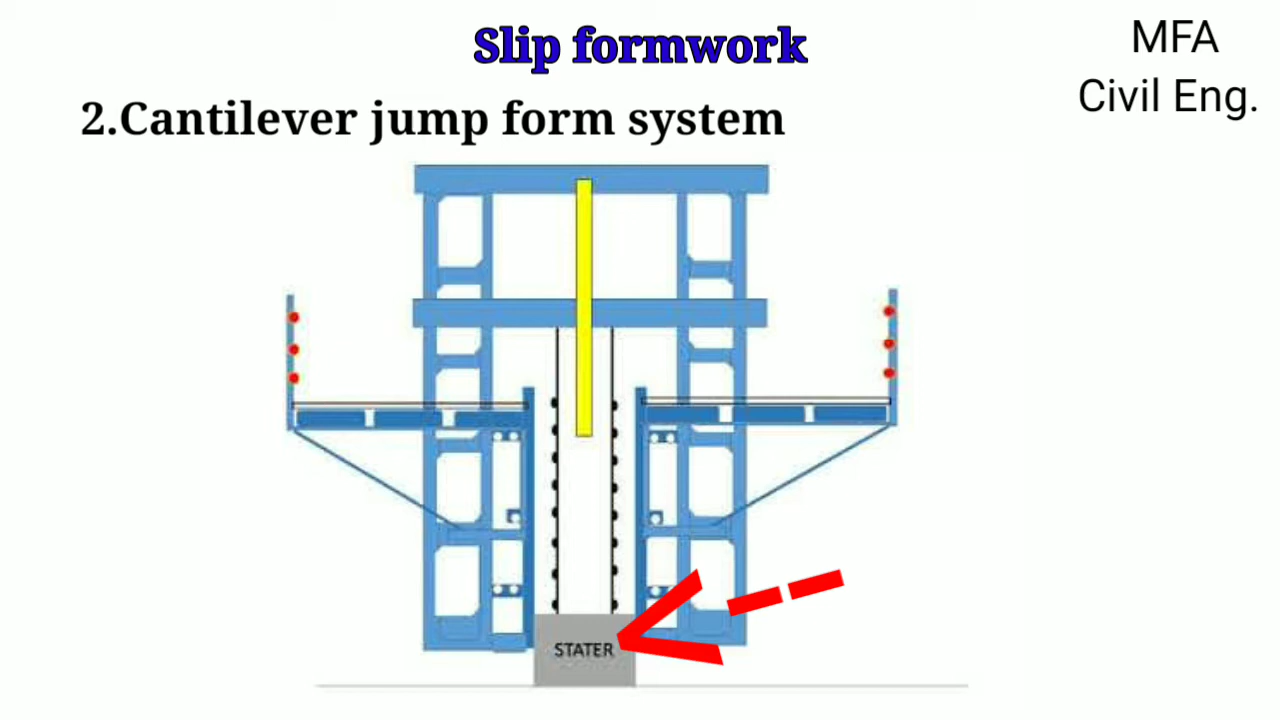 Slip formwork
MFA
Civil Eng.
2.Cantilever jump form system
STATER